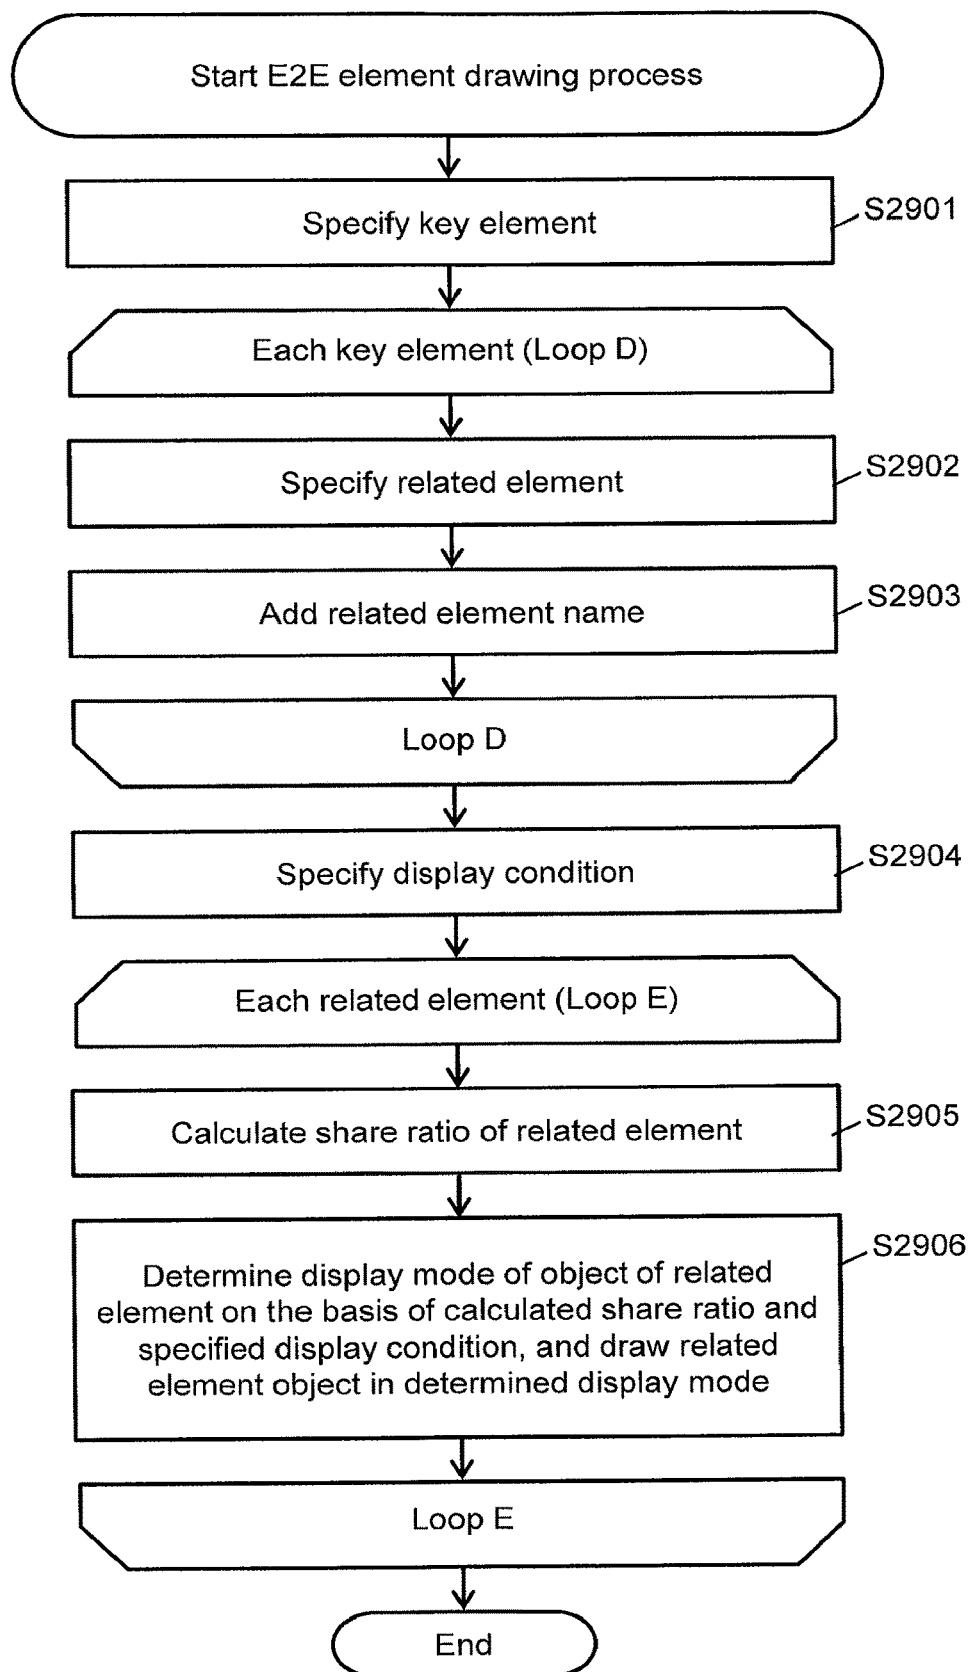 Start E2E element drawing process
Specify key element
S2901
Each key element (Loop D)
Specify related element
S2902
Add related element name
S2903
Loop D
Specify display condition
S2904
Each related element (Loop E)
Calculate share ratio of related element
S2905
Determine display mode of object of related
element on the basis of calculated share ratio and
specified display condition, and draw related
element object in determined display mode
S2906
Loop E
End